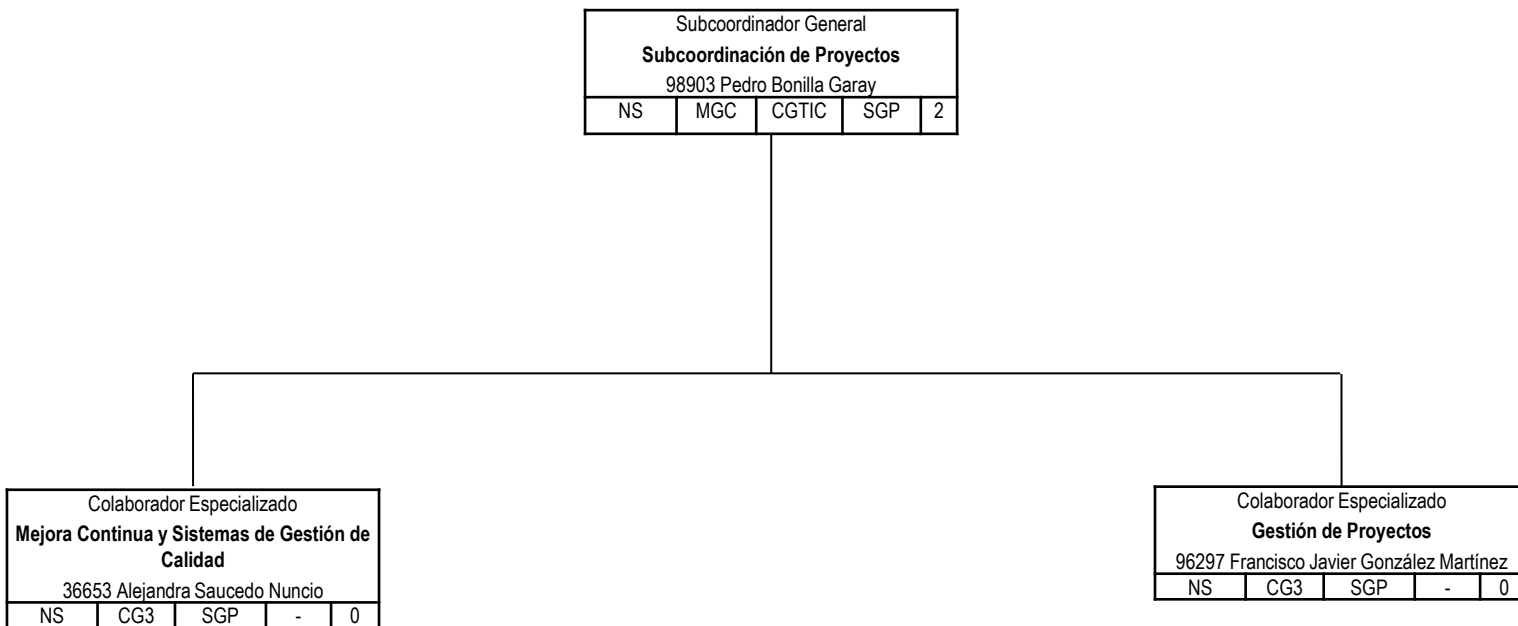 Subcoordinador General
Subcoordinación de Proyectos
98903 Pedro Bonilla Garay
NS MGC CGTIC SGP 2
Colaborador Especializado
Mejora Continua y Sistemas de Gestión de
Calidad
36653 Alejandra Saucedo Nuncio
NS CG3 SGP - 0
Colaborador Especializado
Gestión de Proyectos
96297 Francisco Javier González Martínez
NS CG3 SGP - 0